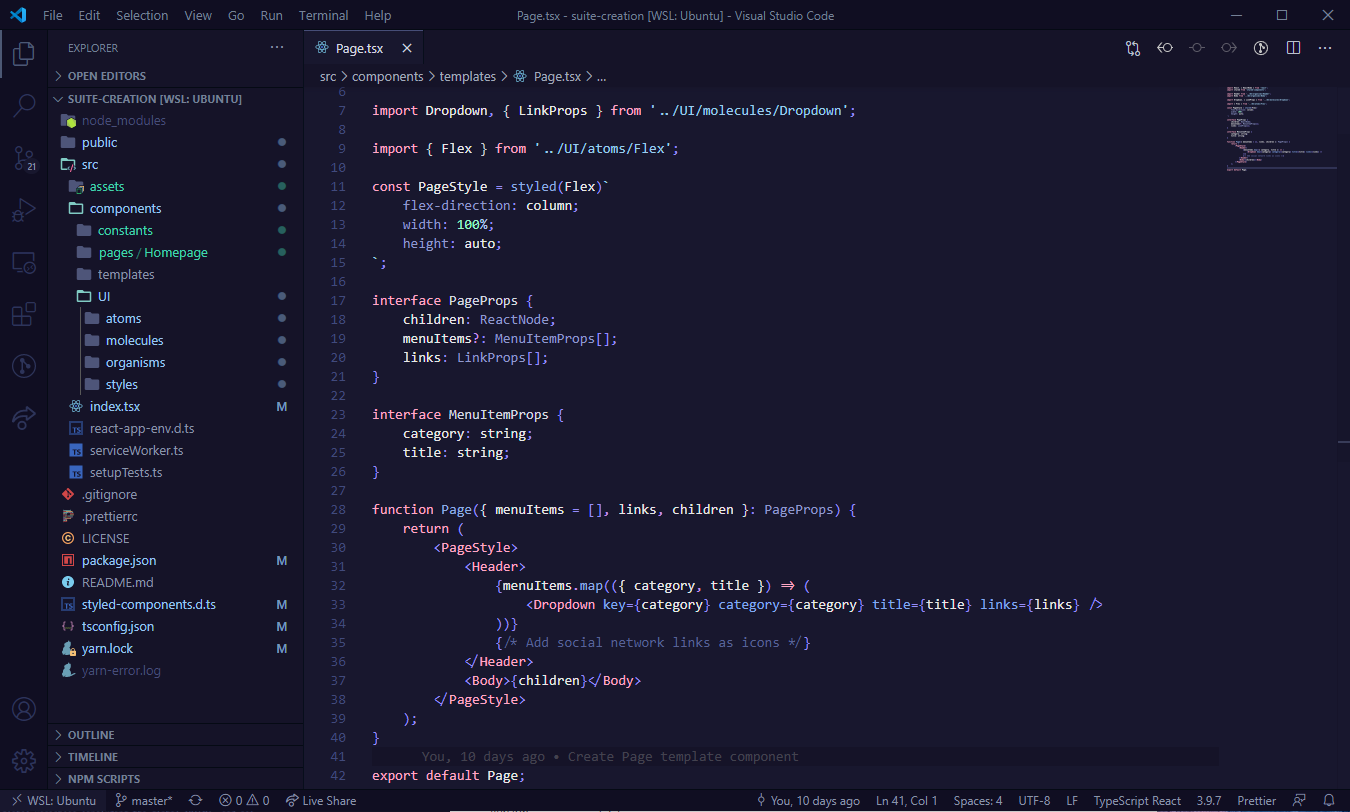 File Edit Selection View Go Run Terminal Help
Page.tsx - suite-creation [WSL: Ubuntu] - Visual Studio Code
EXPLORER
OPEN EDITORS
SUITE-CREATION [WSL: UBUNTU]
node_modules
public
src
assets
components
constants
pages / Homepage
templates
UI
atoms
molecules
organisms
styles
index.tsx M
react-app-env.d.ts
serviceWorker.ts
setupTests.ts
.gitignore
.prettierrc
LICENSE
package.json M
README.md
styled-components.d.ts M
tsconfig.json M
yarn.lock M
yarn-error.log
OUTLINE
TIMELINE
NPM SCRIPTS
21
Page.tsx
src > components > templates > Page.tsx > ...
6
7 import Dropdown, { LinkProps } from '../UI/molecules/Dropdown';
8
9 import { Flex } from '../UI/atoms/Flex';
10
11 const PageStyle = styled(Flex)`
12 flex-direction: column;
13 width: 100%;
14 height: auto;
15 `;
16
17 interface PageProps {
18 children: ReactNode;
19 menuItems?: MenuItemProps[];
20 links: LinkProps[];
21 }
22
23 interface MenuItemProps {
24 category: string;
25 title: string;
26 }
27
28 function Page({ menuItems = [], links, children }: PageProps) {
29 return (
30 <PageStyle>
31 <Header>
32 {menuItems.map(({ category, title }) => (
33 <Dropdown key={category} category={category} title={title} links={links} />
34 ))}
35 {/* Add social network links as icons */}
36 </Header>
37 <Body>{children}</Body>
38 </PageStyle>
39 );
40 }
41 You, 10 days ago • Create Page template component
42 export default Page;
WSL: Ubuntu master* 0 0 Live Share
You, 10 days ago Ln 41, Col 1 Spaces: 4 UTF-8 LF TypeScript React 3.9.7 Prettier